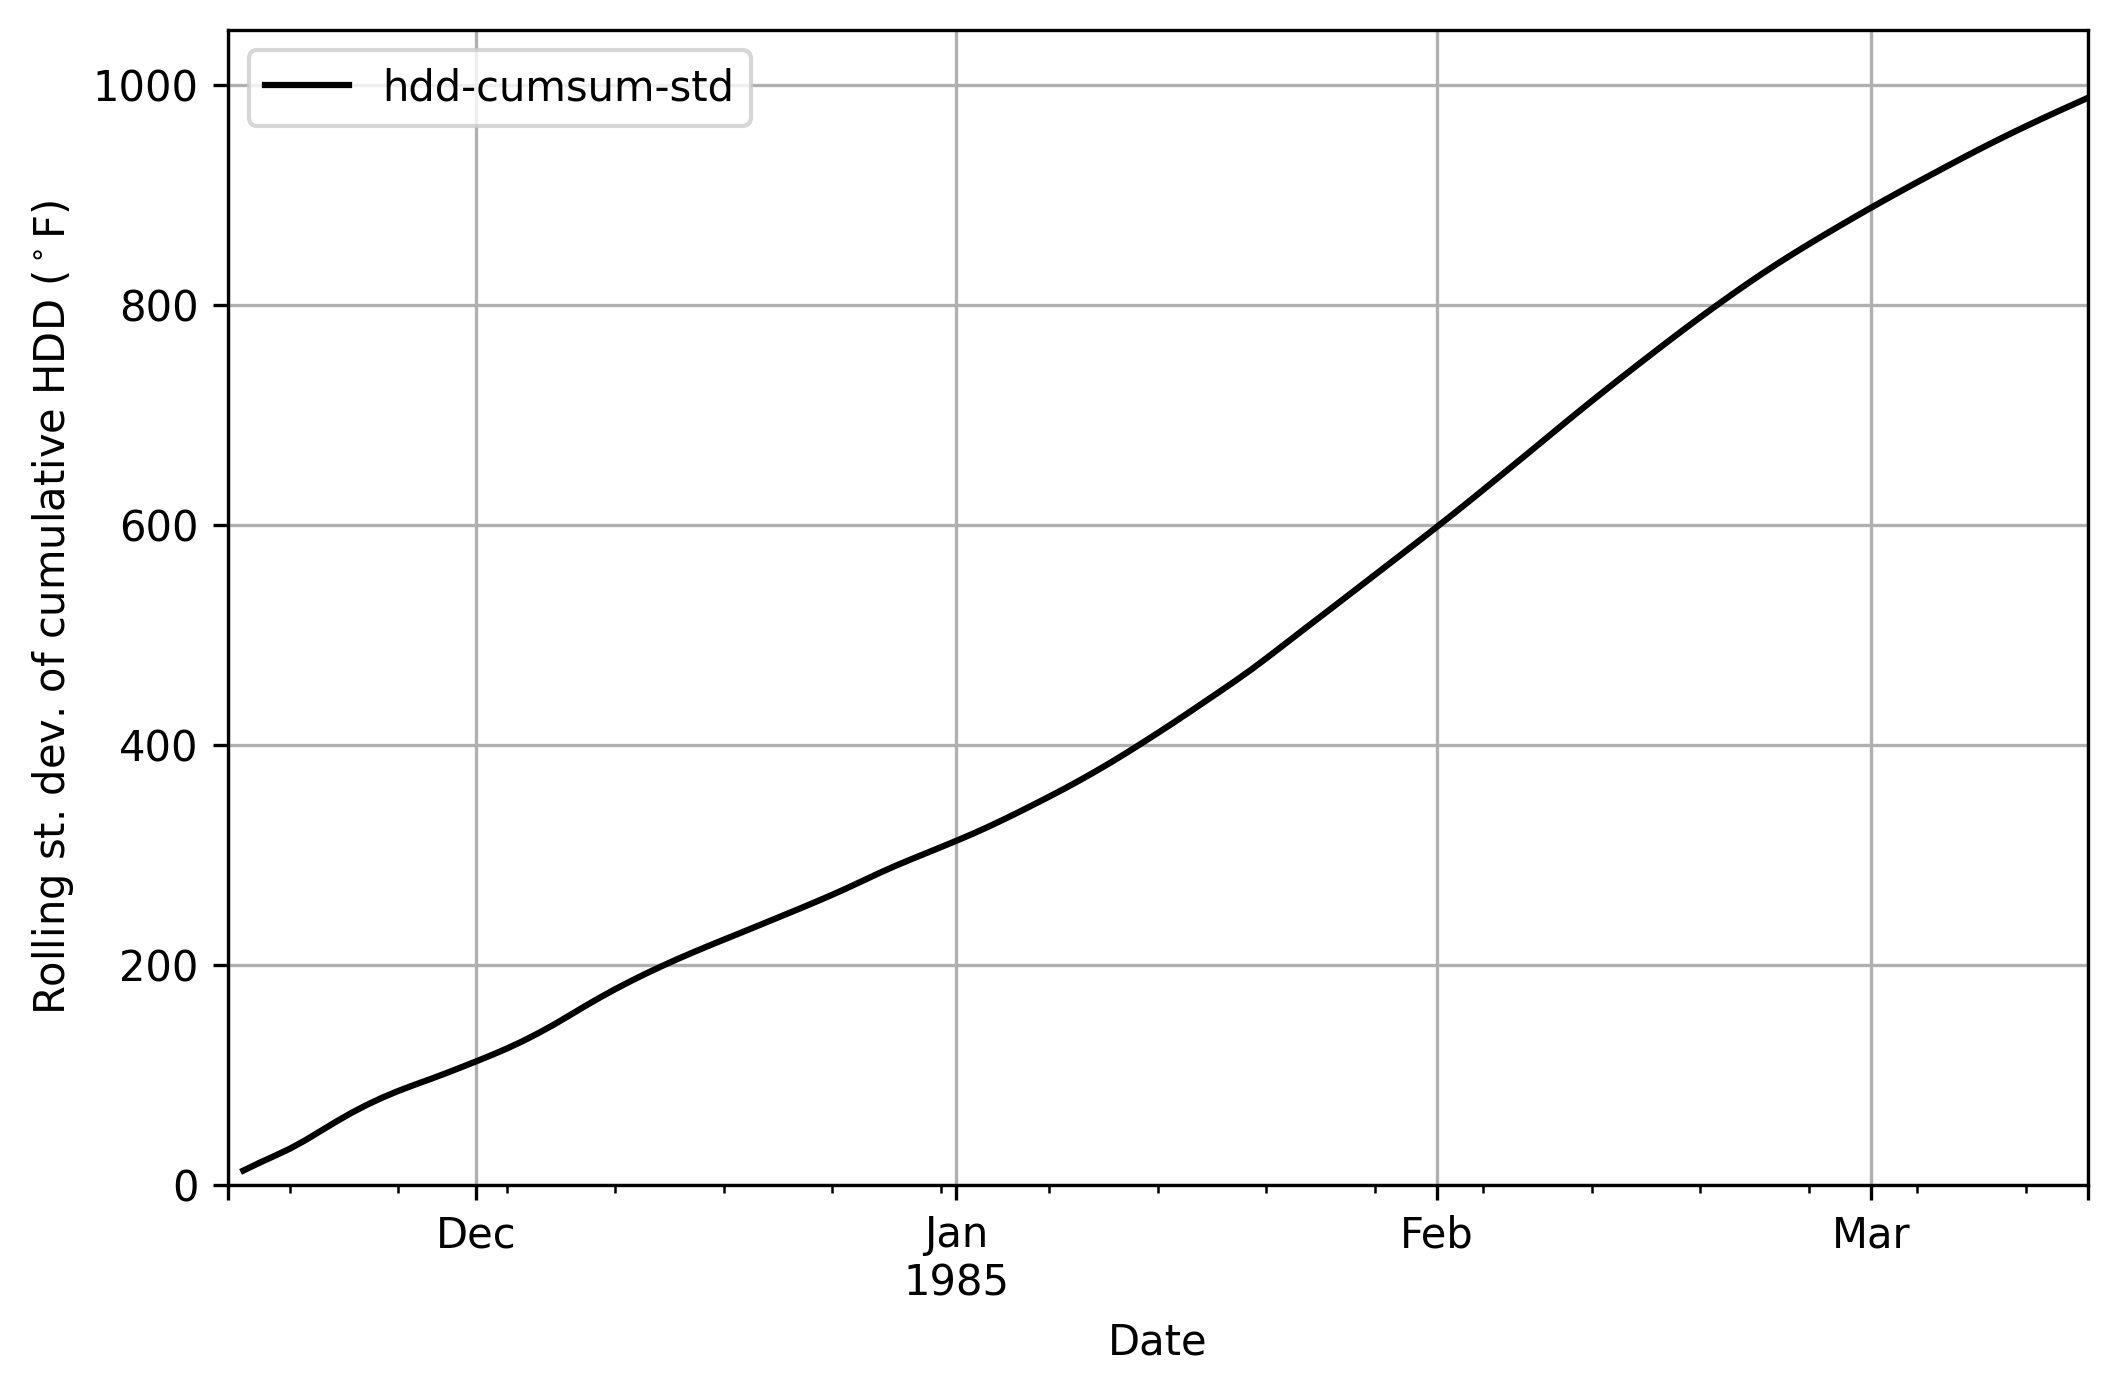 hdd-cumsum-std
Rolling st. dev. of cumulative HDD (°F)
1000
800
600
400
200
0
Dec
Jan
1985
Feb
Mar
Date